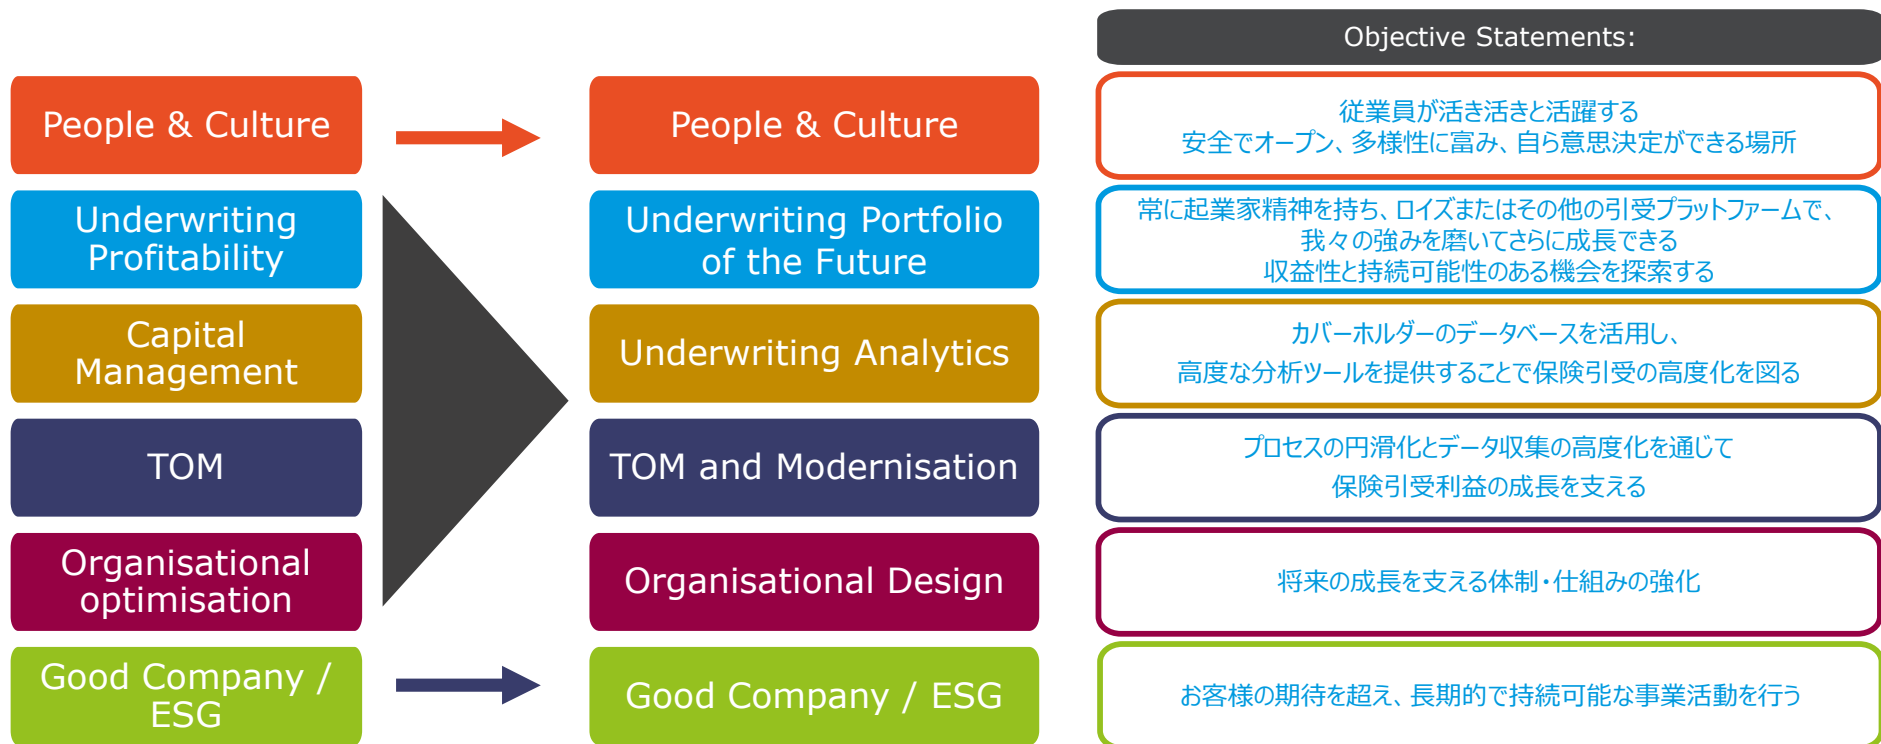 Objective Statements:
People & Culture
People & Culture
従業員が活き活きと活躍する
安全でオープン、多様性に富み、自ら意思決定ができる場所
Underwriting
Profitability
Underwriting Portfolio
of the Future
常に起業家精神を持ち、ロイズまたはその他の引受プラットファームで、
我々の強みを磨いてさらに成長できる
収益性と持続可能性のある機会を探索する
Capital
Management
Underwriting Analytics
カバーホルダーのデータベースを活用し、
高度な分析ツールを提供することで保険引受の高度化を図る
TOM
TOM and Modernisation
プロセスの円滑化とデータ収集の高度化を通じて
保険引受利益の成長を支える
Organisational
optimisation
Organisational Design
将来の成長を支える体制・仕組みの強化
Good Company /
ESG
Good Company / ESG
お客様の期待を超え、長期的で持続可能な事業活動を行う